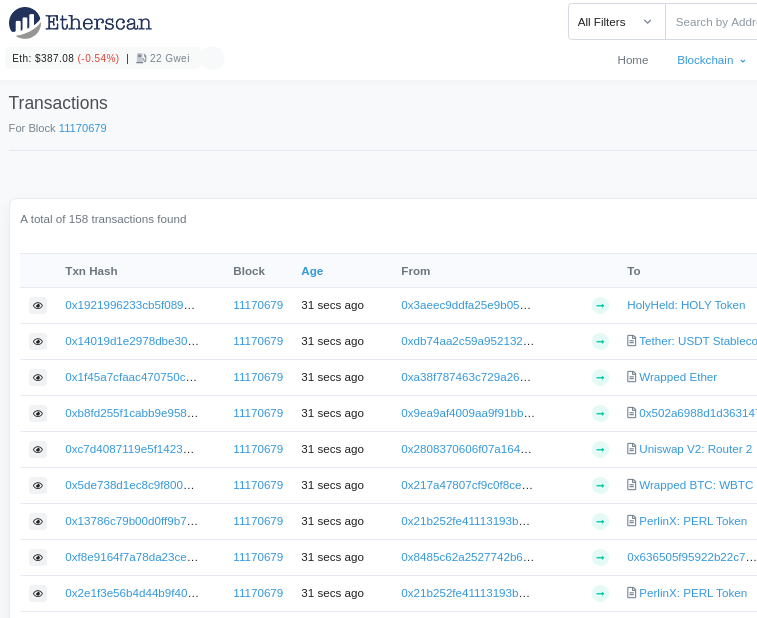 Etherscan
All Filters
Search by Addre
Eth: $387.08 (-0.54%) | 22 Gwei
Home Blockchain
Transactions
For Block 11170679
A total of 158 transactions found
Txn Hash Block Age From To
0x1921996233cb5f089... 11170679 31 secs ago 0x3aeec9ddfa25e9b05... HolyHeld: HOLY Token
0x14019d1e2978dbe30... 11170679 31 secs ago 0xdb74aa2c59a952132... Tether: USDT Stableco
0x1f45a7cfaac470750c... 11170679 31 secs ago 0xa38f787463c729a26... Wrapped Ether
0xb8fd255f1cabb9e958... 11170679 31 secs ago 0x9ea9af4009aa9f91bb... 0x502a6988d1d363147
0xc7d4087119e5f1423... 11170679 31 secs ago 0x2808370606f07a164... Uniswap V2: Router 2
0x5de738d1ec8c9f800... 11170679 31 secs ago 0x217a47807cf9c0f8ce... Wrapped BTC: WBTC
0x13786c79b00d0ff9b7... 11170679 31 secs ago 0x21b252fe41113193b... PerlinX: PERL Token
0xf8e9164f7a78da23ce... 11170679 31 secs ago 0x8485c62a2527742b6... 0x636505f95922b22c7...
0x2e1f3e56b4d44b9f40... 11170679 31 secs ago 0x21b252fe41113193b... PerlinX: PERL Token